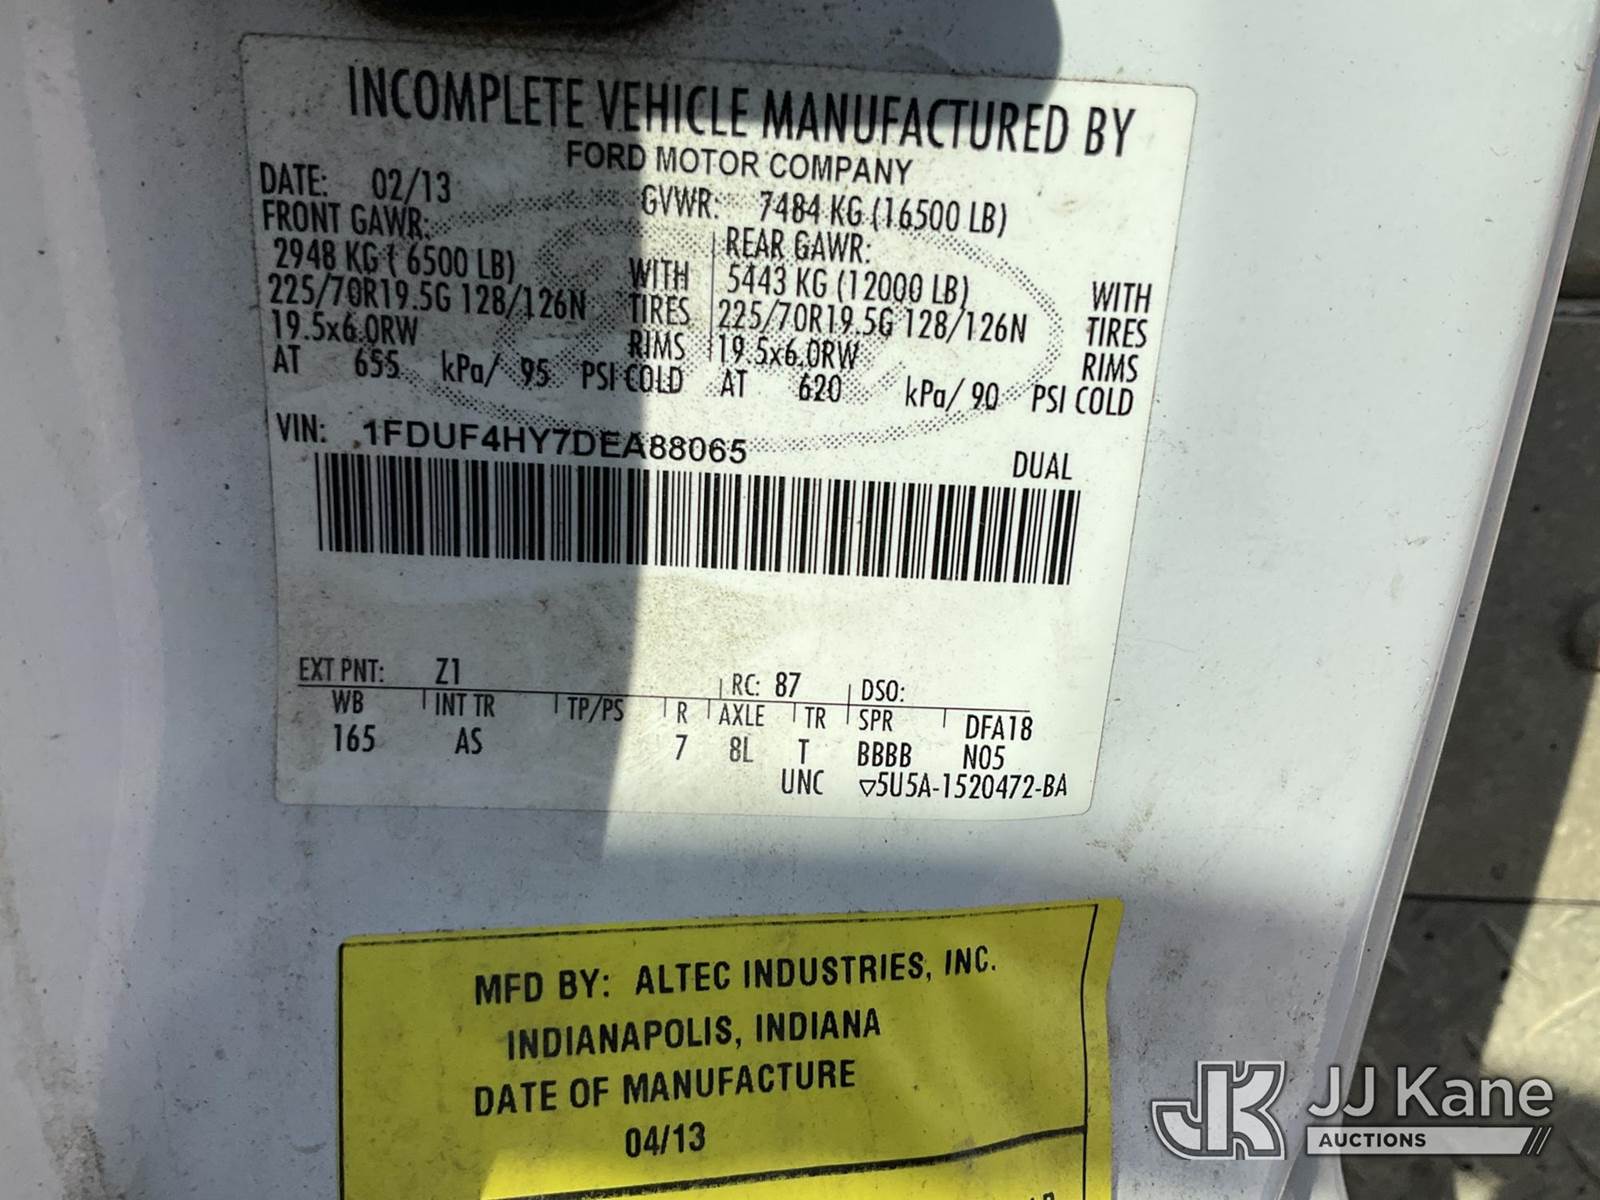 INCOMPLETE VEHICLE MANUFACTURED BY
FORD MOTOR COMPANY
DATE: 02/13 GVWR: 7484 KG (16500 LB)
FRONT GAWR: REAR GAWR:
2948 KG ( 6500 LB) WITH 5443 KG (12000 LB) WITH
225/70R19.5G 128/126N TIRES 225/70R19.5G 128/126N TIRES
19.5x6.0RW RIMS 19.5x6.0RW RIMS
AT 655 kPa/ 95 PSI COLD AT 620 kPa/ 90 PSI COLD
VIN: 1FDUF4HY7DEA88065
DUAL
EXT PNT: Z1 RC: 87 DSO:
WB INT TR TP/PS R AXLE TR SPR DFA18
165 AS 7 8L T BBBB N05
UNC ▽5U5A-1520472-BA
MFD BY: ALTEC INDUSTRIES, INC.
INDIANAPOLIS, INDIANA
DATE OF MANUFACTURE
04/13
JK JJ Kane
AUCTIONS